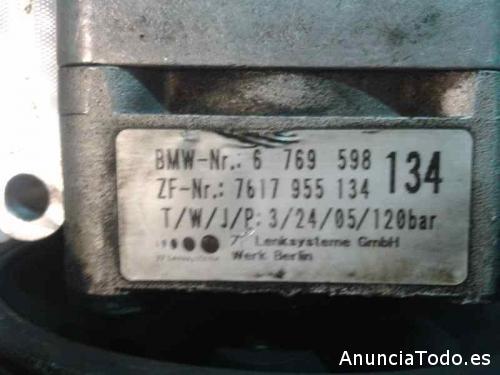 BMW-Nr.: 6 769 598
134
ZF-Nr.: 7617 955 134
T/W/J/P: 3/24/05/120bar
Lenksysteme GmbH
Werk Berlin
AnunciaTodo.es